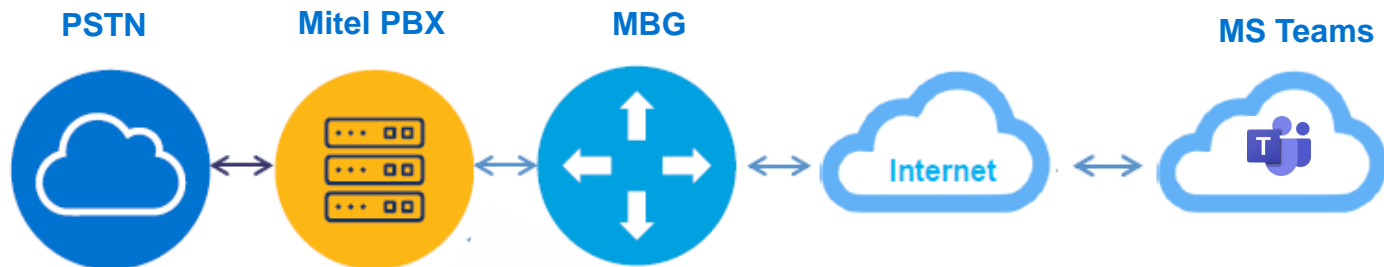 PSTN
Mitel PBX
MBG
MS Teams
Internet
T